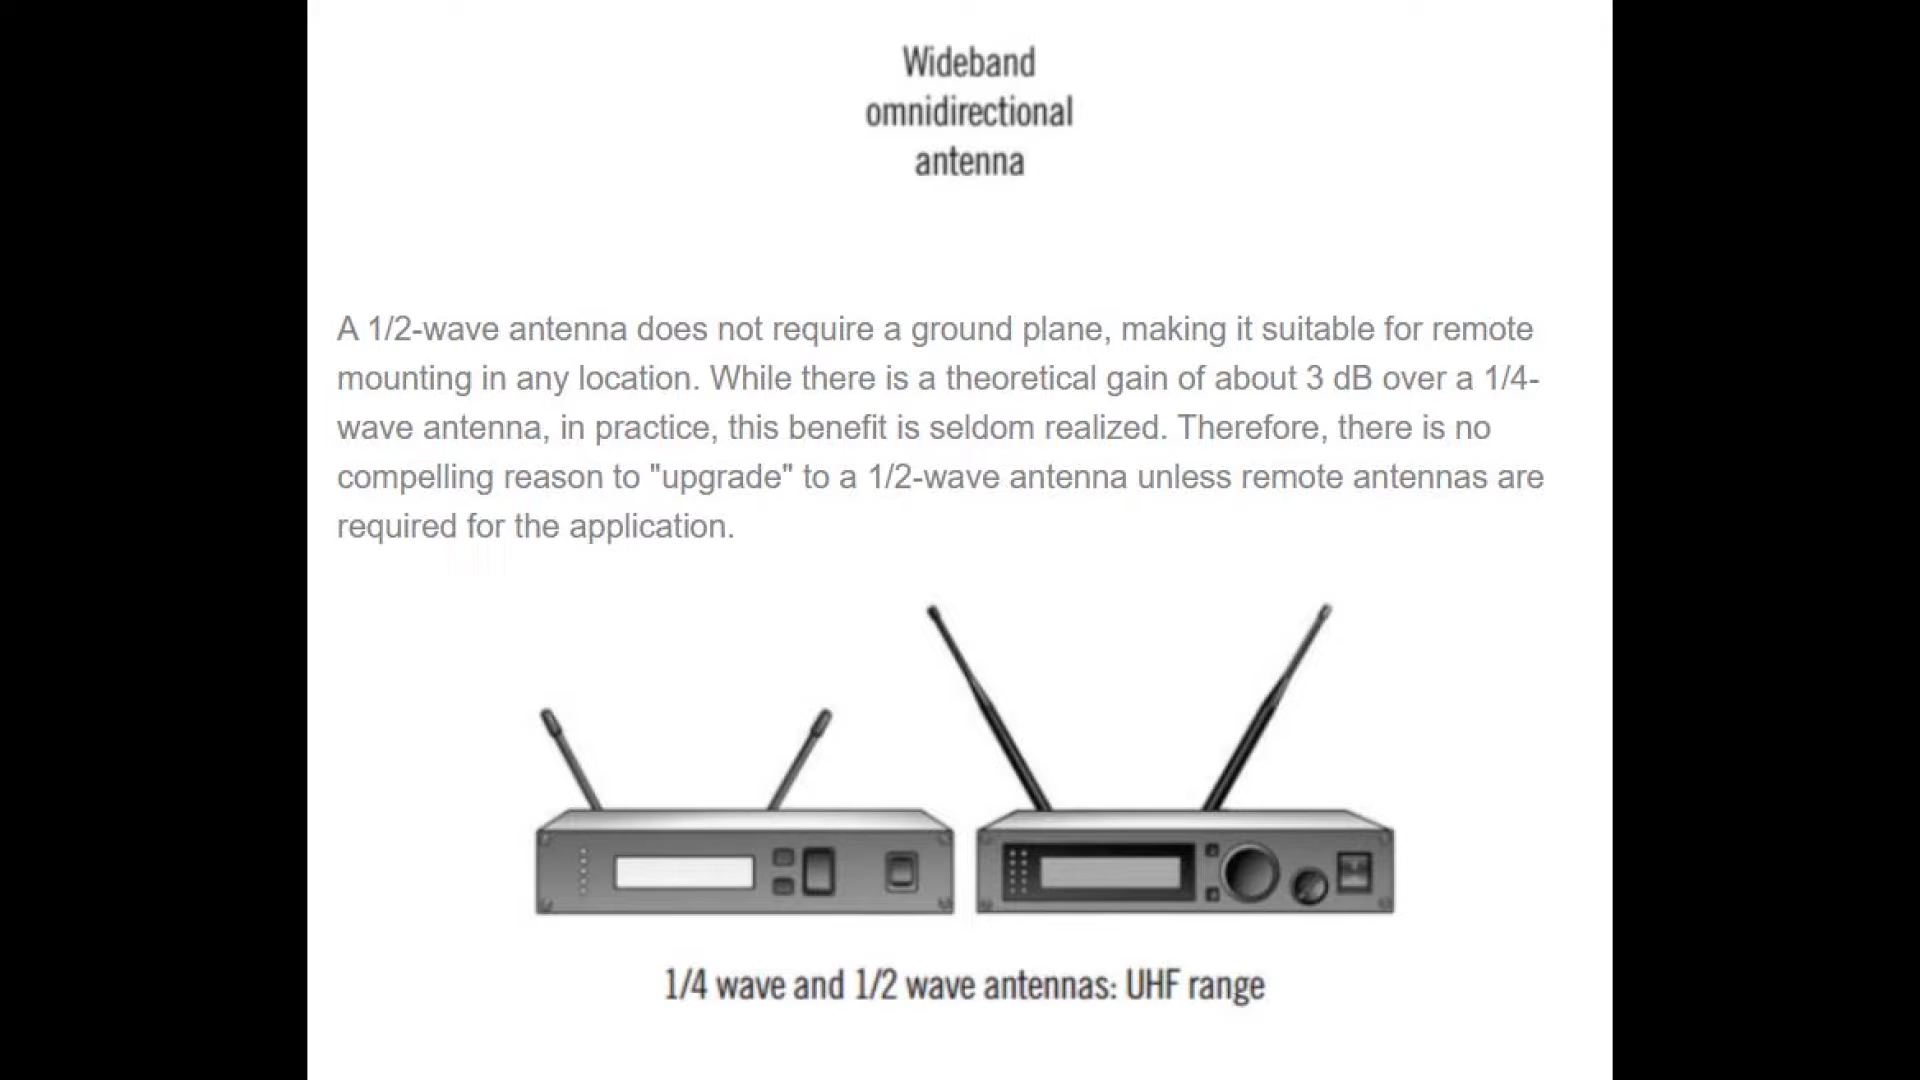 Wideband
omnidirectional
antenna
A 1/2-wave antenna does not require a ground plane, making it suitable for remote
mounting in any location. While there is a theoretical gain of about 3 dB over a 1/4-
wave antenna, in practice, this benefit is seldom realized. Therefore, there is no
compelling reason to "upgrade" to a 1/2-wave antenna unless remote antennas are
required for the application.
1/4 wave and 1/2 wave antennas: UHF range